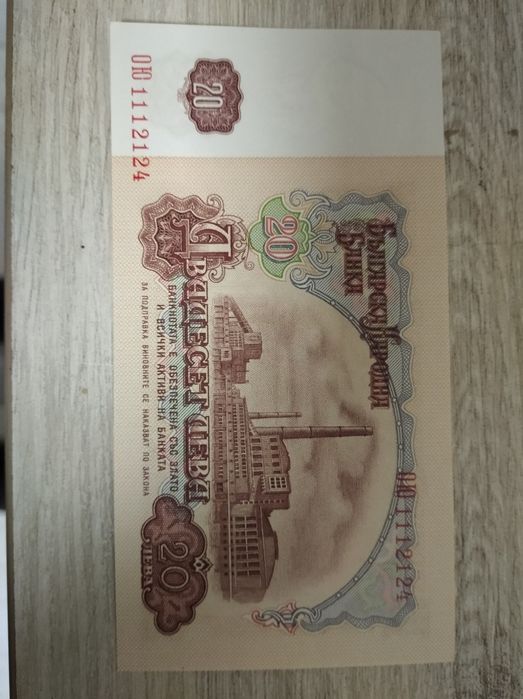 20
ОЮ 1112124
Българска Народна
Банка
20
ОЮ 1112124
Двадесет лева
Банкнотата е обезпечена със злато
и всички активи на банката
За подправка виновните се наказват по закона
20
лева